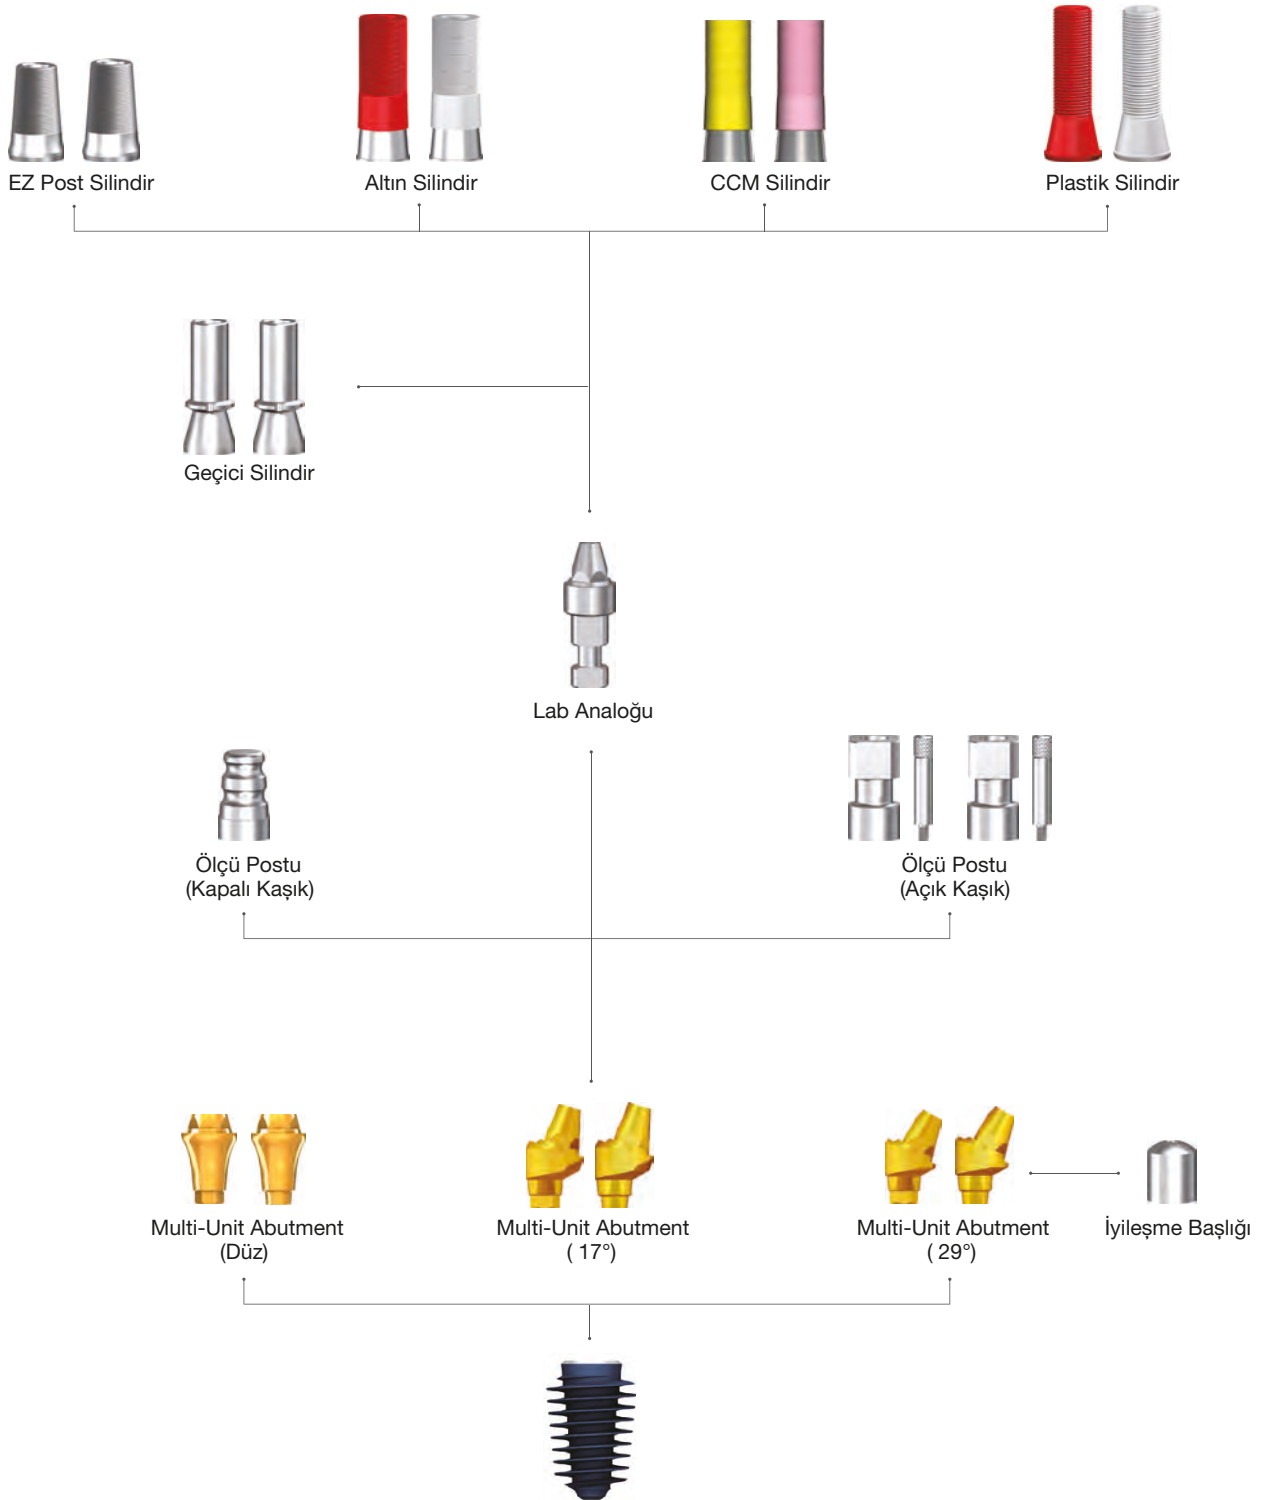 EZ Post Silindir
Altın Silindir
CCM Silindir
Plastik Silindir
Geçici Silindir
Lab Analoğu
Ölçü Postu
(Kapalı Kaşık)
Ölçü Postu
(Açık Kaşık)
Multi-Unit Abutment
(Düz)
Multi-Unit Abutment
( 17°)
Multi-Unit Abutment
( 29°)
İyileşme Başlığı